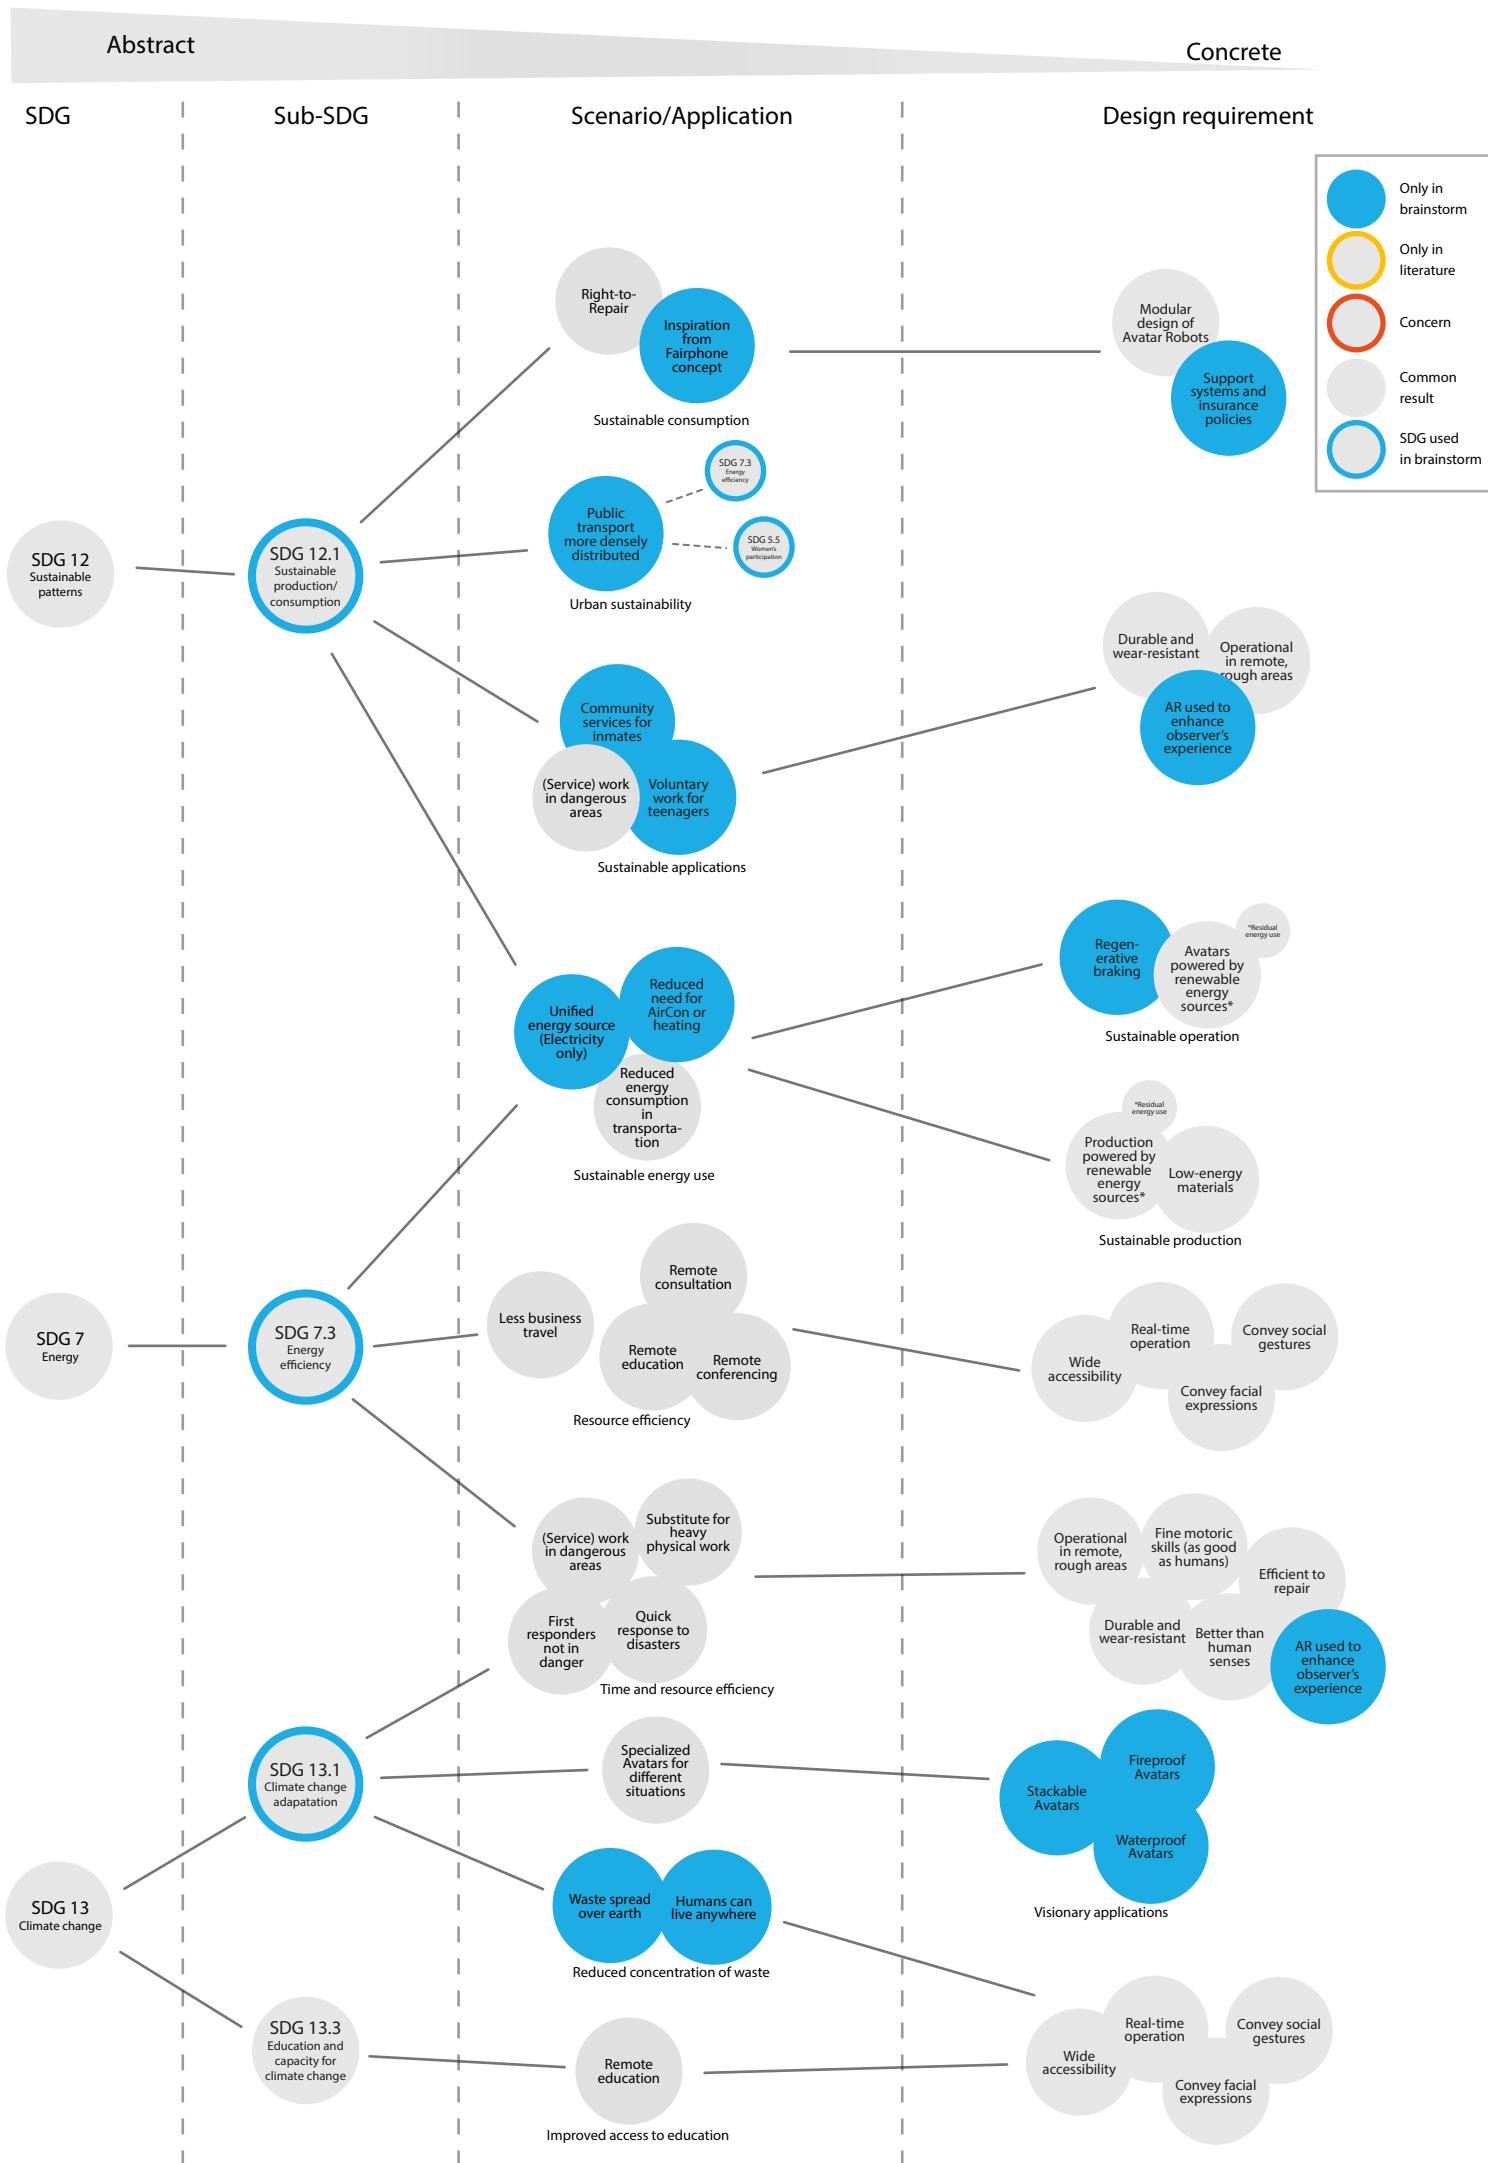 Abstract
Concrete
SDG
Sub-SDG
Scenario/Application
Design requirement
Only in
brainstorm
Only in
literature
Concern
Common
result
SDG used
in brainstorm
Right-to-
Repair
Inspiration
from
Fairphone
concept
Sustainable consumption
Modular
design of
Avatar Robots
Support
systems and
insurance
policies
SDG 12
Sustainable
patterns
SDG 12.1
Sustainable
production/
consumption
Public
transport
more densely
distributed
SDG 7.3
Energy
efficiency
SDG 5.5
Women's
participation
Urban sustainability
Community
services for
inmates
(Service) work
in dangerous
areas
Voluntary
work for
teenagers
Sustainable applications
Durable and
wear-resistant
Operational
in remote,
rough areas
AR used to
enhance
observer's
experience
Unified
energy source
(Electricity
only)
Reduced
need for
AirCon or
heating
Reduced
energy
consumption
in
transporta-
tion
Sustainable energy use
Regen-
erative
braking
Avatars
powered by
renewable
energy
sources*
*Residual
energy use
Sustainable operation
*Residual
energy use
Production
powered by
renewable
energy
sources*
Low-energy
materials
Sustainable production
SDG 7
Energy
SDG 7.3
Energy
efficiency
Less business
travel
Remote
consultation
Remote
education
Remote
conferencing
Resource efficiency
Wide
accessibility
Real-time
operation
Convey social
gestures
Convey facial
expressions
(Service) work
in dangerous
areas
Substitute for
heavy
physical work
First
responders
not in
danger
Quick
response to
disasters
Time and resource efficiency
Operational
in remote,
rough areas
Fine motoric
skills (as good
as humans)
Efficient to
repair
Durable and
wear-resistant
Better than
human
senses
AR used to
enhance
observer's
experience
SDG 13
Climate change
SDG 13.1
Climate change
adapatation
Specialized
Avatars for
different
situations
Stackable
Avatars
Fireproof
Avatars
Waterproof
Avatars
Visionary applications
Waste spread
over earth
Humans can
live anywhere
Reduced concentration of waste
SDG 13.3
Education and
capacity for
climate change
Remote
education
Improved access to education
Wide
accessibility
Real-time
operation
Convey social
gestures
Convey facial
expressions